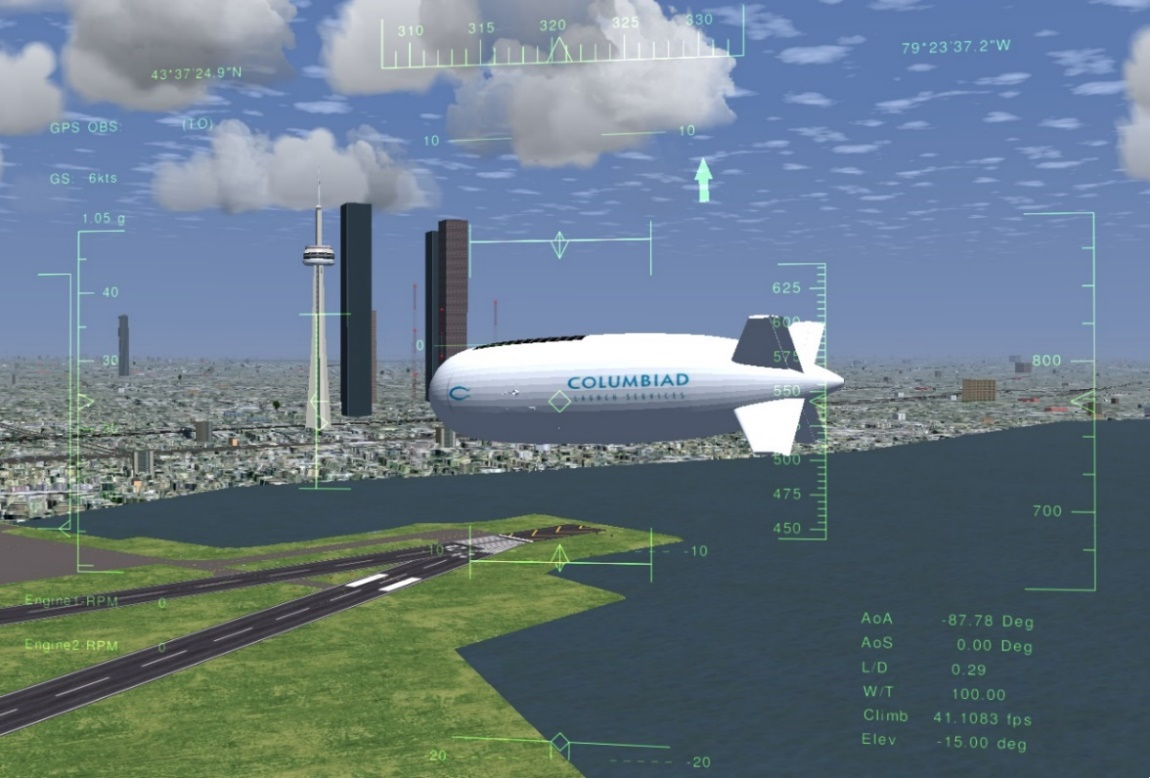 310 315 320 325 330
43°37'24.9"N
79°23'37.2"W
GPS OBS: (TO)
10 10
GS: 6kts
1.05 g
40
30
0
625
600
575
550
500
475
450
800
700
C
COLUMBIAD
LAUNCH SERVICES
-10 -10
Engine1-RPM 0
Engine2-RPM 0
AoA -87.78 Deg
AoS 0.00 Deg
L/D 0.29
W/T 100.00
Climb 41.1083 fps
Elev -15.00 deg
-20 -20